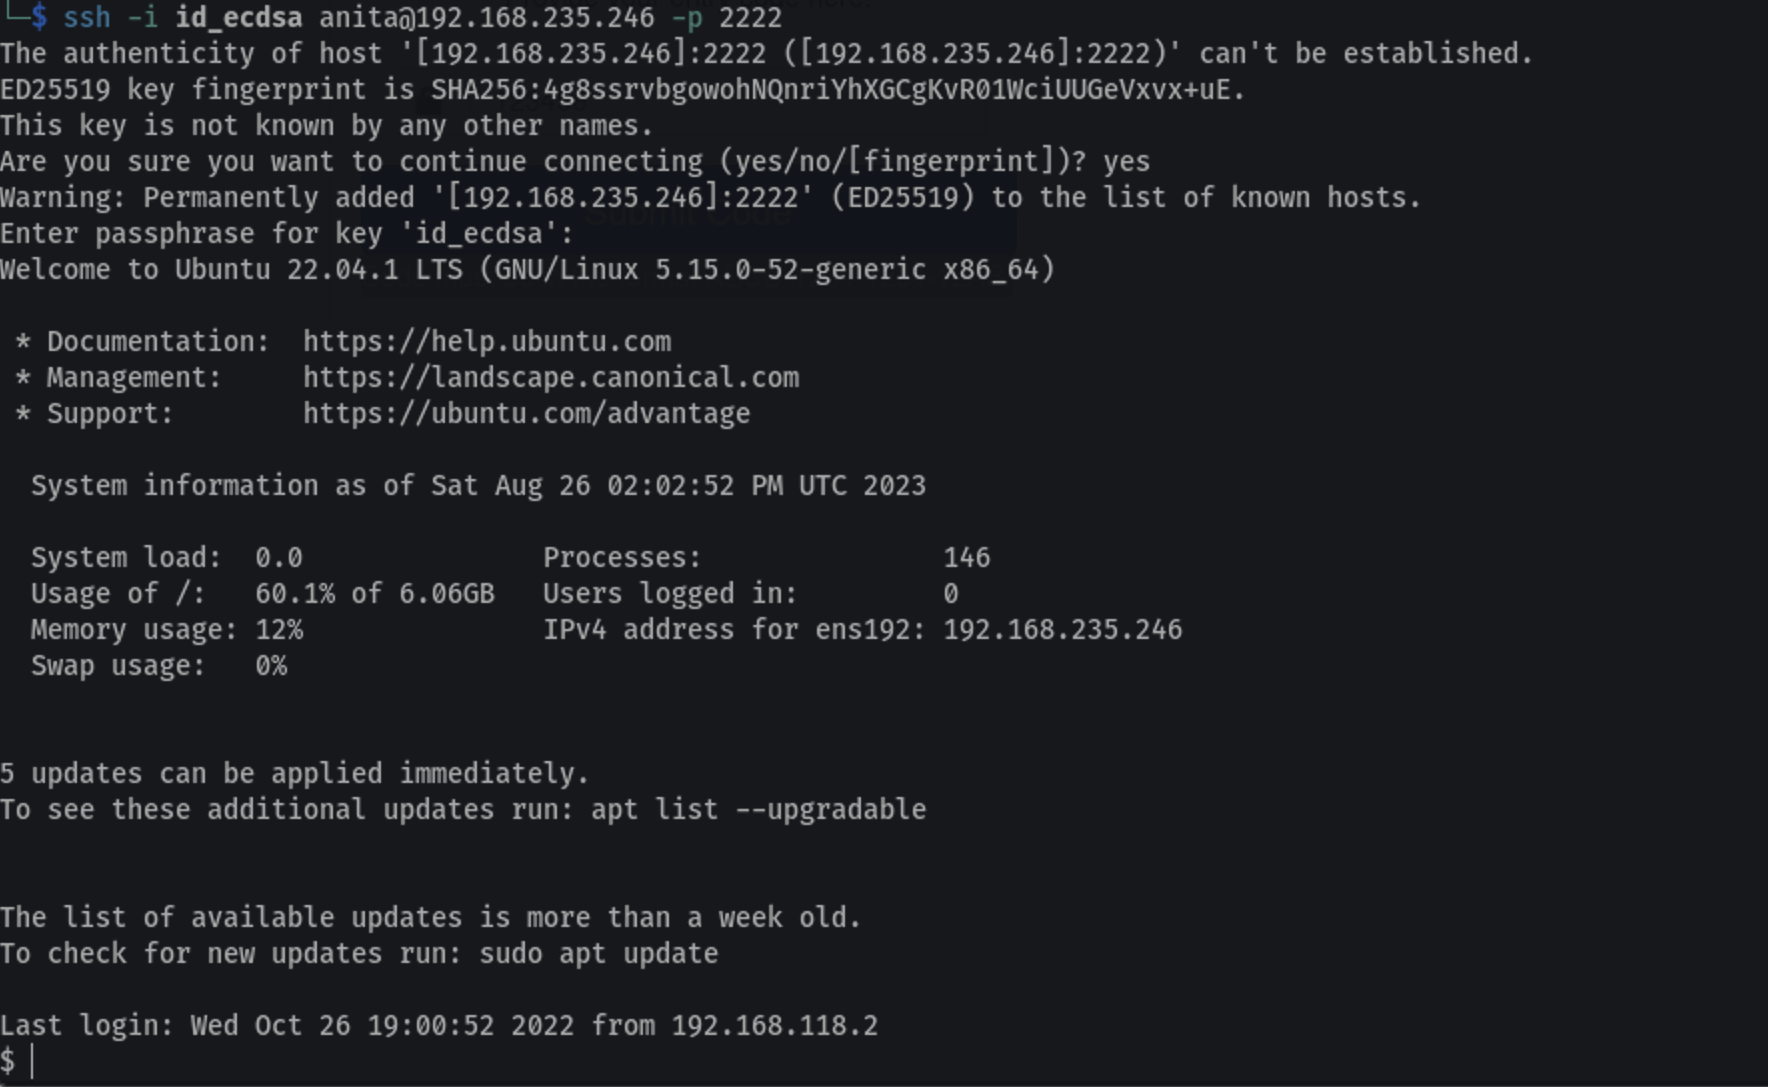 └─$ ssh -i id_ecdsa anita@192.168.235.246 -p 2222
The authenticity of host '[192.168.235.246]:2222 ([192.168.235.246]:2222)' can't be established.
ED25519 key fingerprint is SHA256:4g8ssrvbgowohNQnriYhXGCgKvR01WciUUGeVxvx+uE.
This key is not known by any other names.
Are you sure you want to continue connecting (yes/no/[fingerprint])? yes
Warning: Permanently added '[192.168.235.246]:2222' (ED25519) to the list of known hosts.
Submit Code
Enter passphrase for key 'id_ecdsa':
Welcome to Ubuntu 22.04.1 LTS (GNU/Linux 5.15.0-52-generic x86_64)
* Documentation: https://help.ubuntu.com
* Management: https://landscape.canonical.com
* Support: https://ubuntu.com/advantage
System information as of Sat Aug 26 02:02:52 PM UTC 2023
System load: 0.0 Processes: 146
Usage of /: 60.1% of 6.06GB Users logged in: 0
Memory usage: 12% IPv4 address for ens192: 192.168.235.246
Swap usage: 0%
5 updates can be applied immediately.
To see these additional updates run: apt list --upgradable
The list of available updates is more than a week old.
To check for new updates run: sudo apt update
Last login: Wed Oct 26 19:00:52 2022 from 192.168.118.2
$